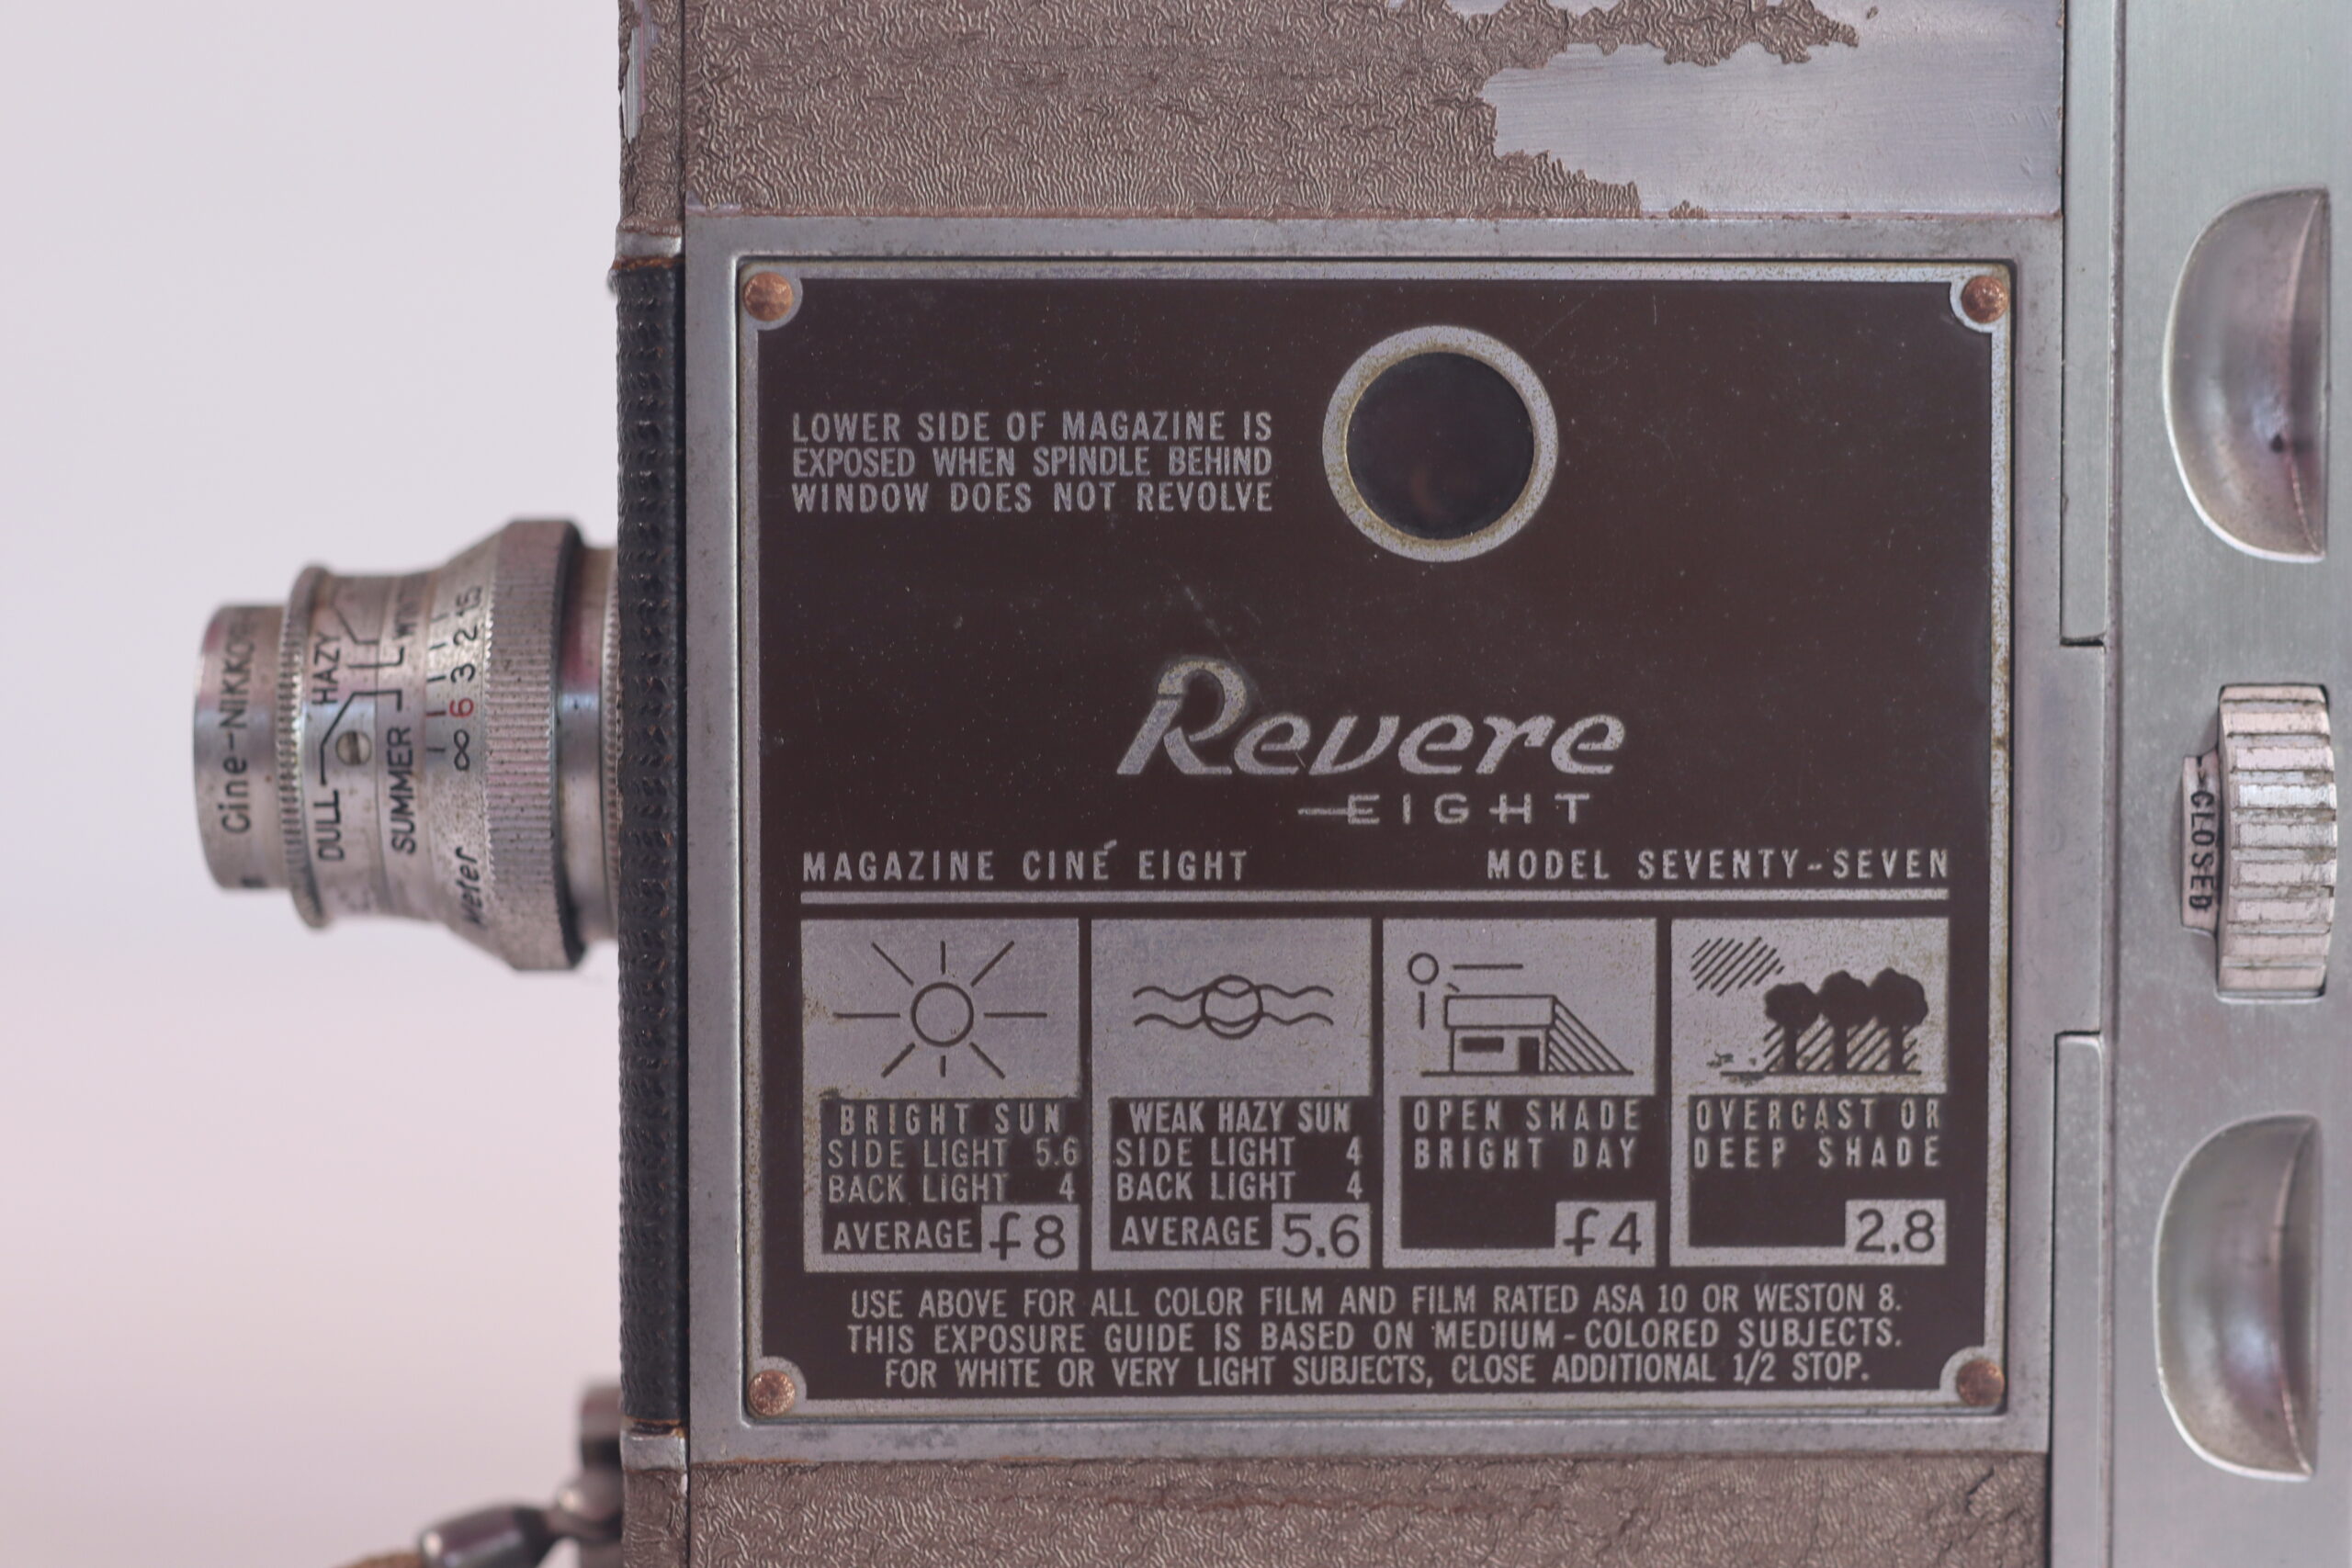 LOWER SIDE OF MAGAZINE IS
EXPOSED WHEN SPINDLE BEHIND
WINDOW DOES NOT REVOLVE
Revere
EIGHT
MAGAZINE CINÉ EIGHT
MODEL SEVENTY-SEVEN
BRIGHT SUN
SIDE LIGHT 5.6
BACK LIGHT 4
AVERAGE f8
WEAK HAZY SUN
SIDE LIGHT 4
BACK LIGHT 4
AVERAGE 5.6
OPEN SHADE
BRIGHT DAY
f4
OVERCAST OR
DEEP SHADE
2.8
USE ABOVE FOR ALL COLOR FILM AND FILM RATED ASA 10 OR WESTON 8.
THIS EXPOSURE GUIDE IS BASED ON MEDIUM-COLORED SUBJECTS.
FOR WHITE OR VERY LIGHT SUBJECTS, CLOSE ADDITIONAL 1/2 STOP.
Cine-NIKKOR
DULL HAZY
SUMMER
∞ 6 3 2 1.5
Meter
CLOSED